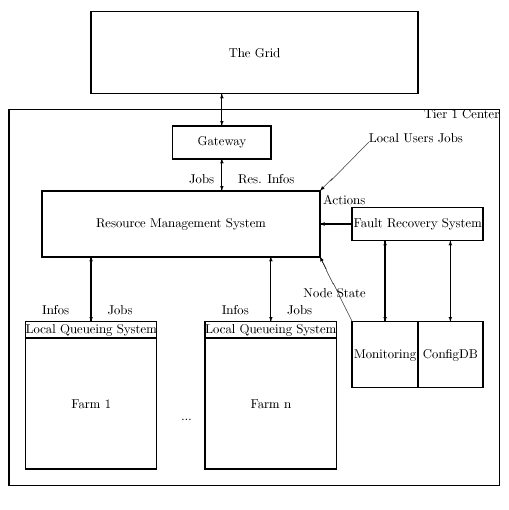 The Grid
Tier 1 Center
Gateway
Local Users Jobs
Jobs
Res. Infos
Actions
Resource Management System
Fault Recovery System
Node State
Infos
Jobs
Infos
Jobs
Local Queueing System
Local Queueing System
Monitoring
ConfigDB
Farm 1
...
Farm n